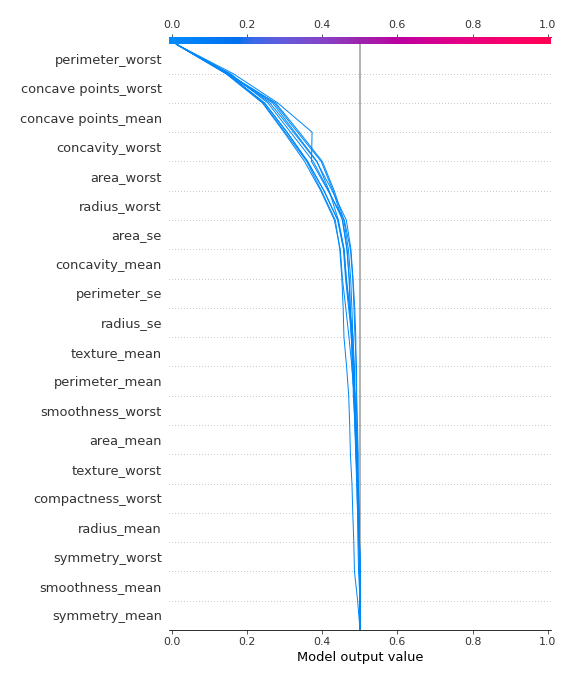 0.0 0.2 0.4 0.6 0.8 1.0
perimeter_worst
concave points_worst
concave points_mean
concavity_worst
area_worst
radius_worst
area_se
concavity_mean
perimeter_se
radius_se
texture_mean
perimeter_mean
smoothness_worst
area_mean
texture_worst
compactness_worst
radius_mean
symmetry_worst
smoothness_mean
symmetry_mean
0.0 0.2 0.4 0.6 0.8 1.0
Model output value